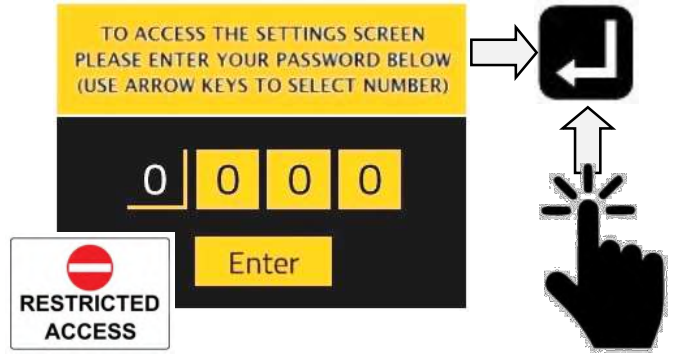 TO ACCESS THE SETTINGS SCREEN
PLEASE ENTER YOUR PASSWORD BELOW
(USE ARROW KEYS TO SELECT NUMBER)
0 0 0 0
Enter
RESTRICTED
ACCESS